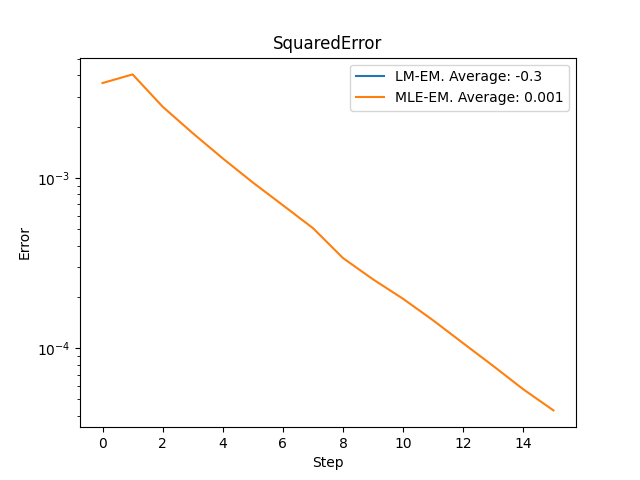 SquaredError
LM-EM. Average: -0.3
MLE-EM. Average: 0.001
10⁻³
10⁻⁴
Error
0 2 4 6 8 10 12 14
Step